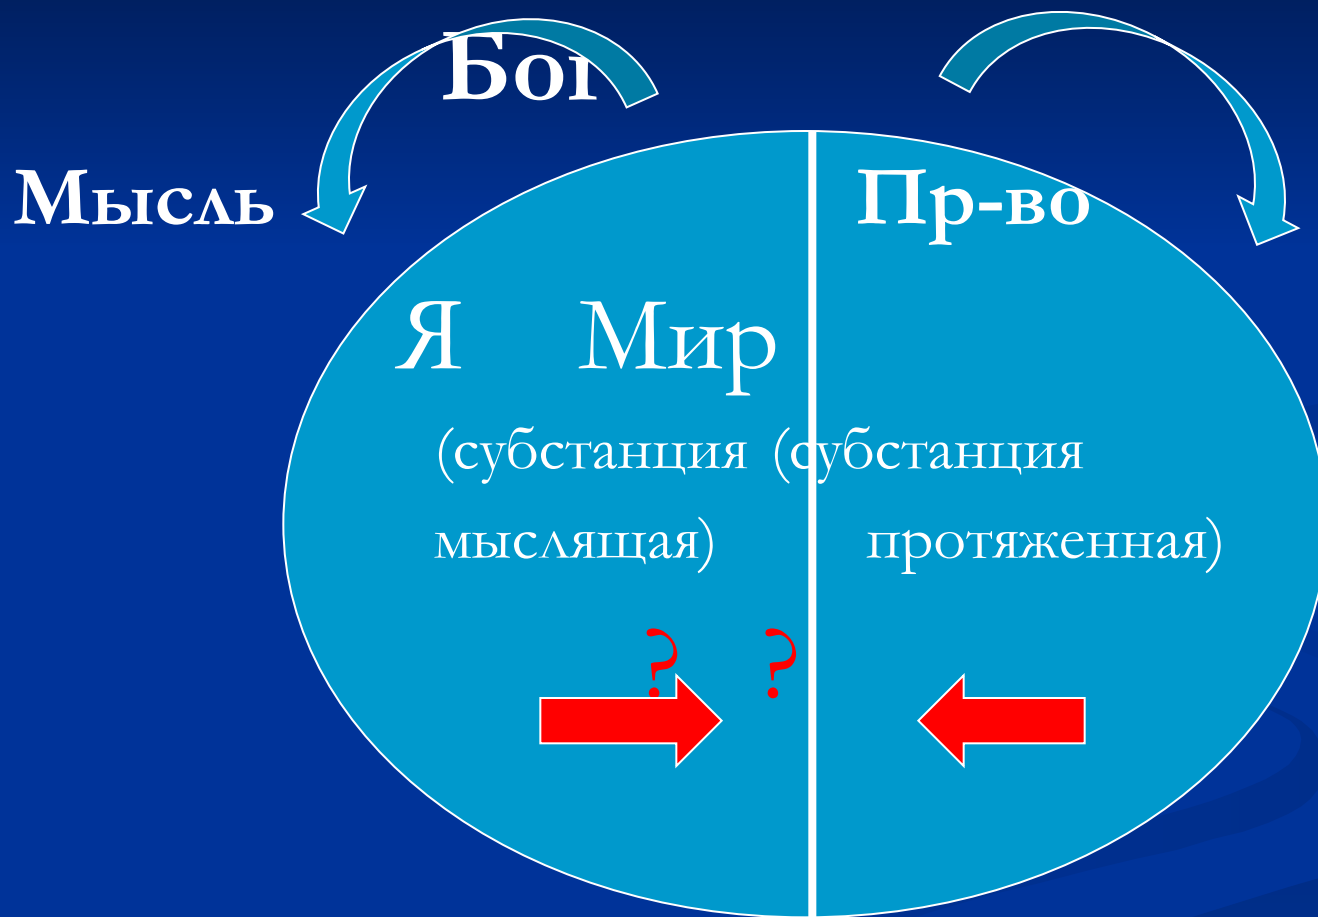 Бог
Мысль Пр-во
Я Мир
(субстанция (субстанция
мыслящая) протяженная)
? ?